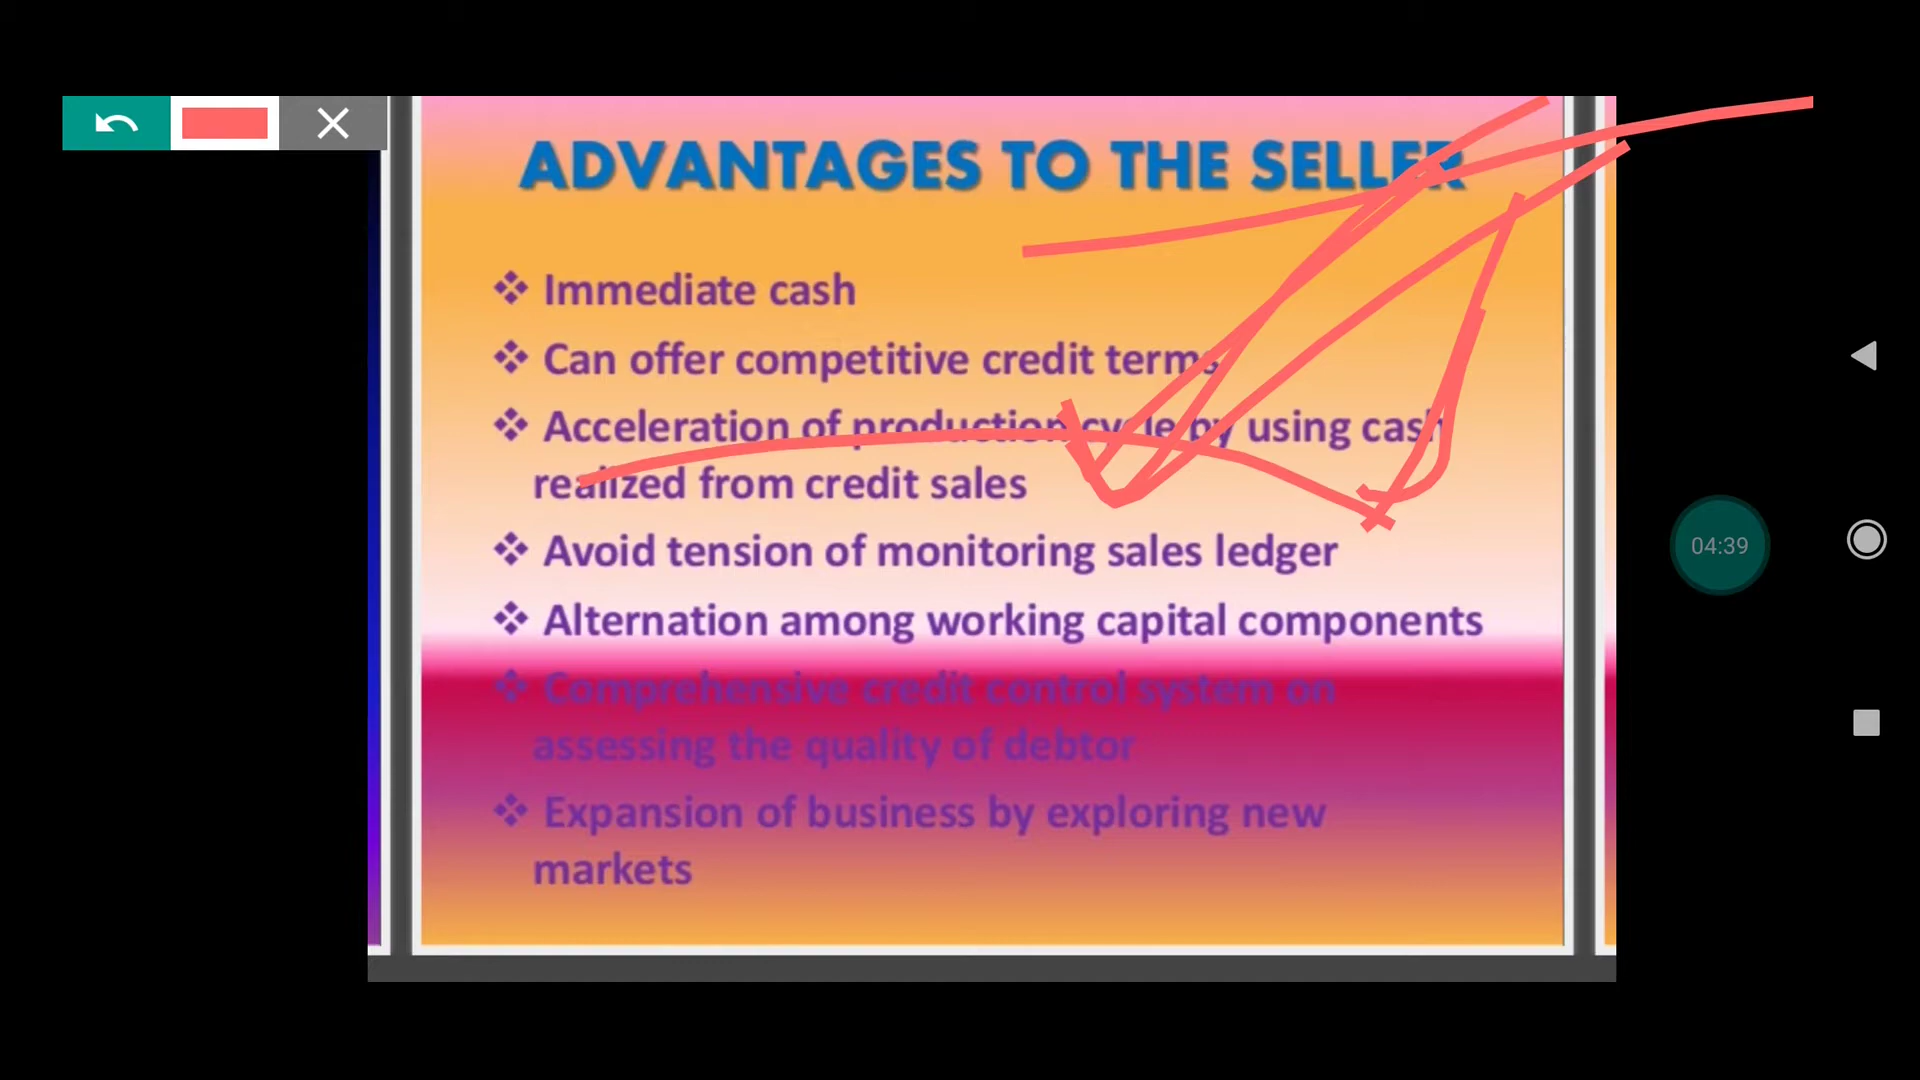 ADVANTAGES TO THE SELLER
❖ Immediate cash
❖ Can offer competitive credit terms
❖ Acceleration of production cycle by using cash
realized from credit sales
❖ Avoid tension of monitoring sales ledger
04:39
❖ Alternation among working capital components
❖ Comprehensive credit control system on
assessing the quality of debtor
❖ Expansion of business by exploring new
markets